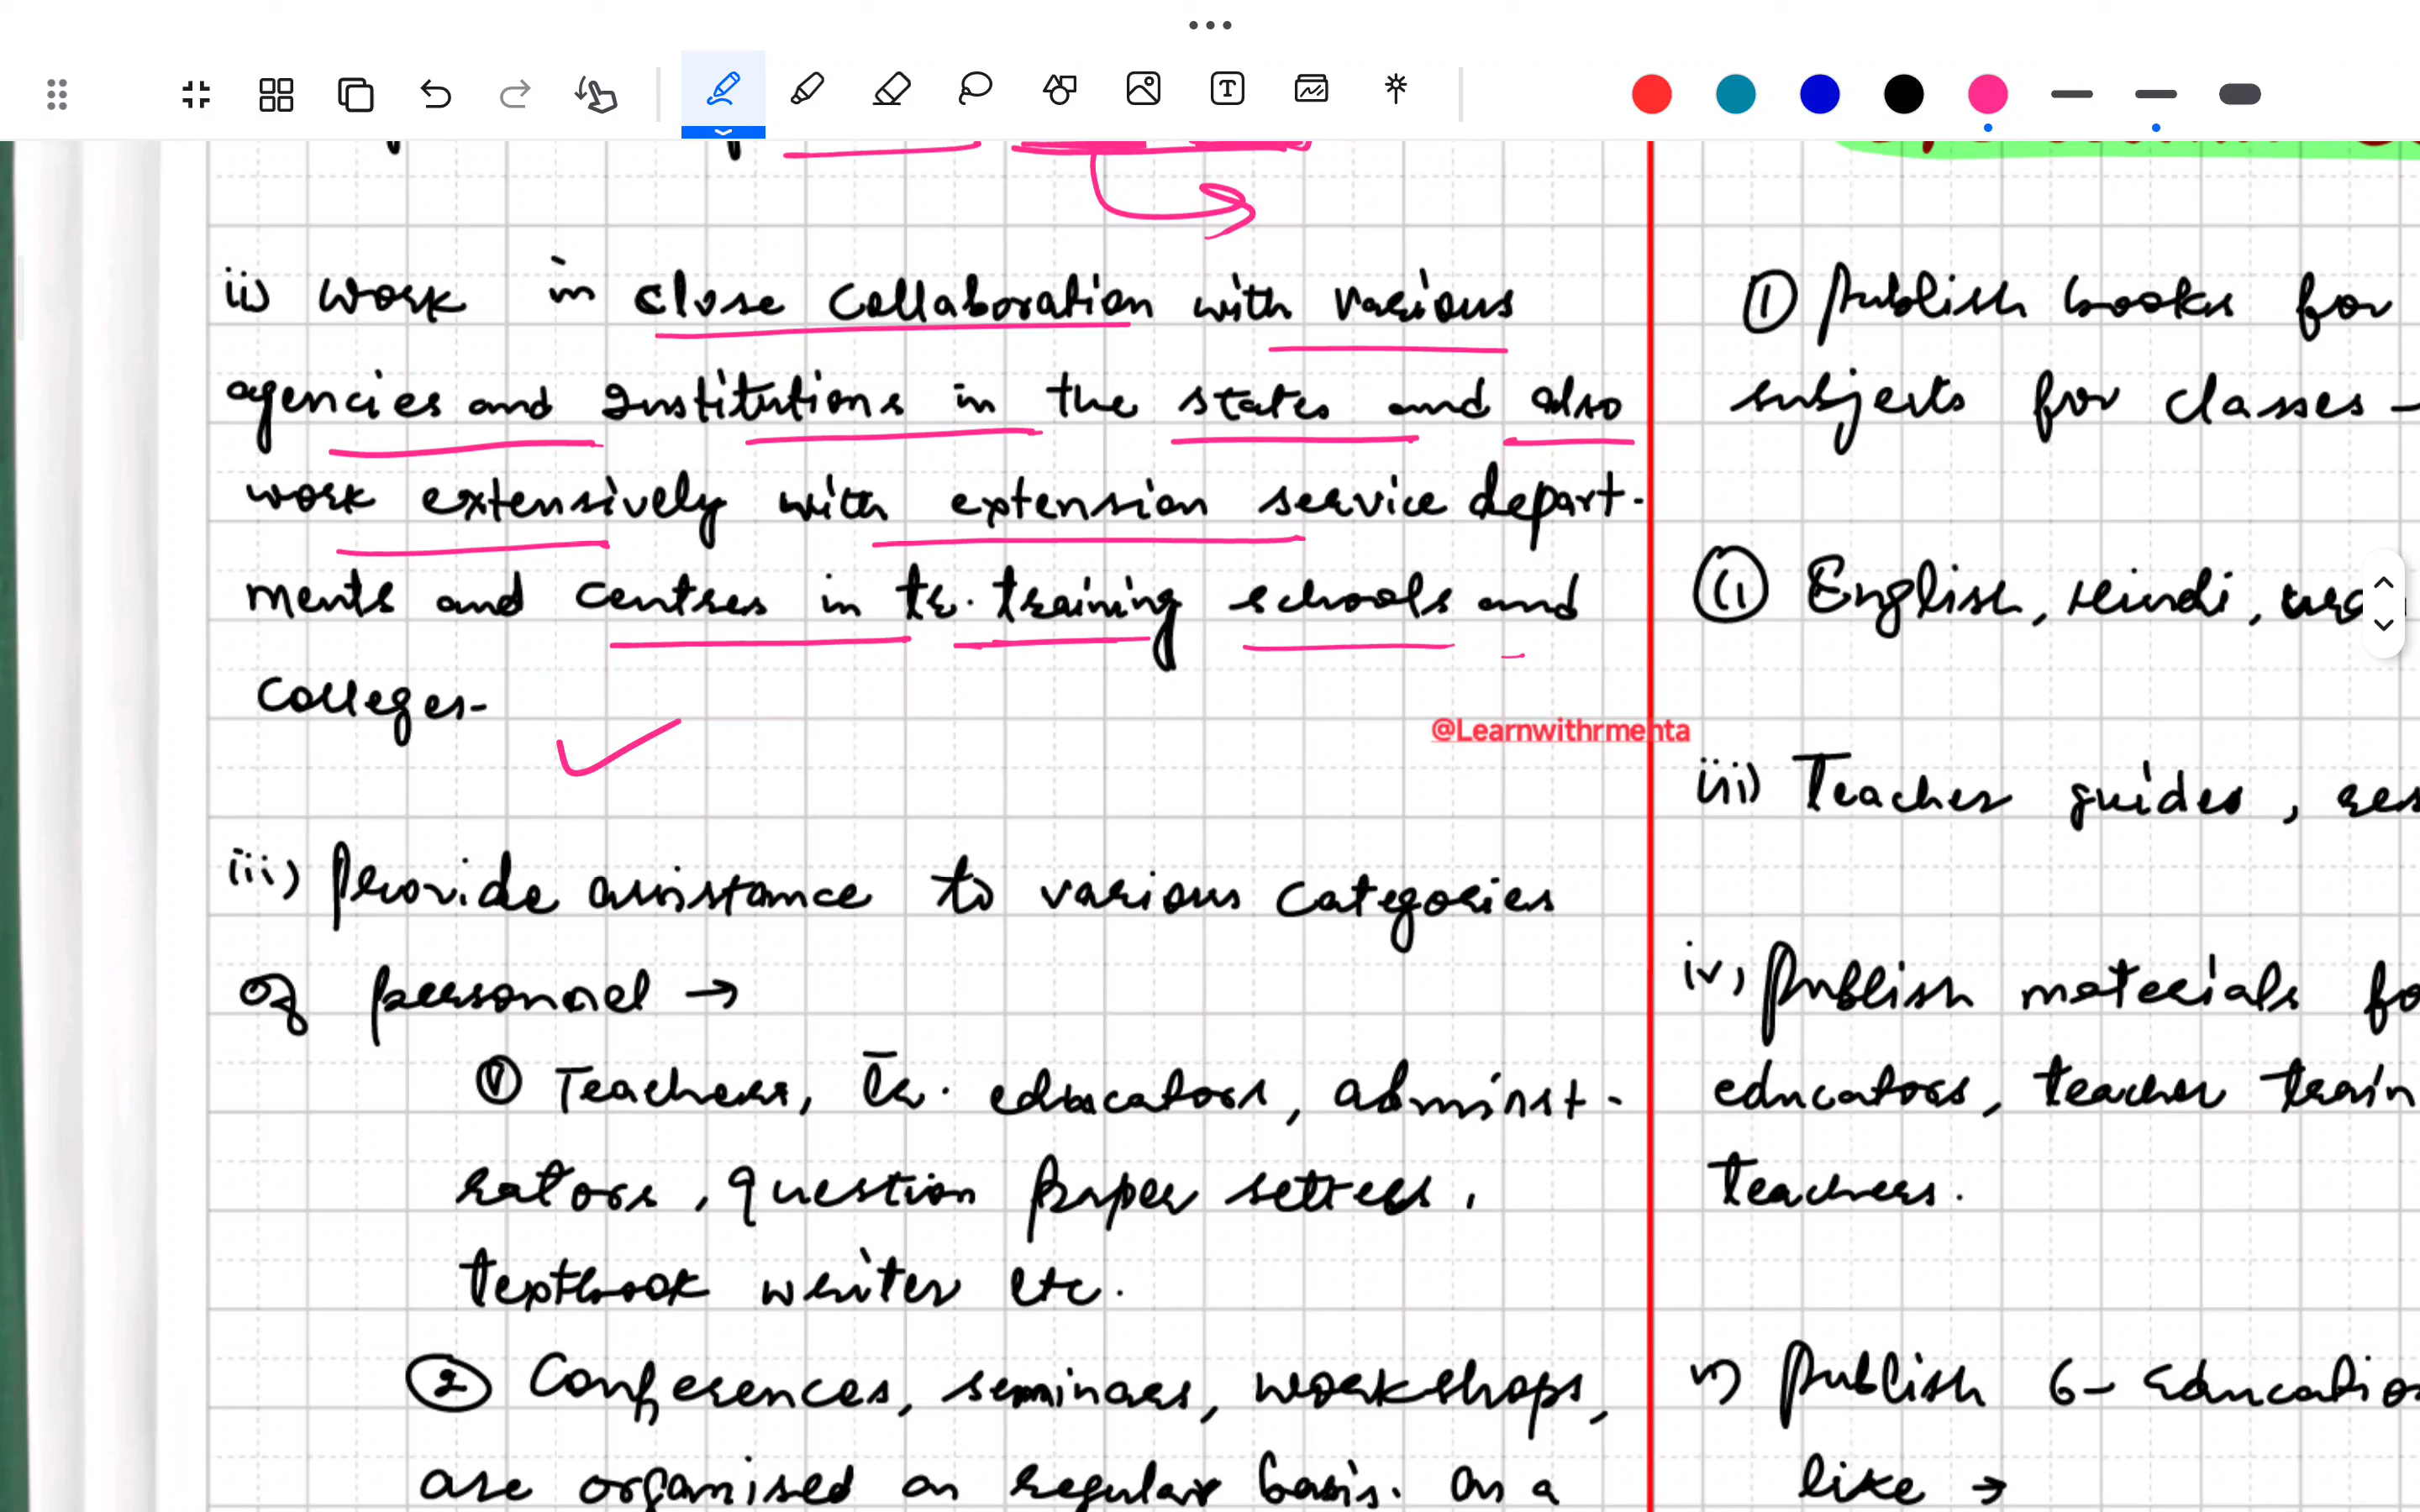 ii) work in close collaboration with various
agencies and Institutions in the states and also
work extensively with extension service depart-
ments and centres in tr. training schools and
colleges-
@Learnwithrmehta
iii) Provide assistance to various categories
of personnel →
① Teachers, Tr. educators, administ-
rators, question paper setters,
textbook writer etc.
② Conferences, seminars, workshops,
are organised on regular basis. On a
① Publish books for
subjects for classes -
(ii) English, Hindi,
iii) Teacher guides,
iv) Publish materials
educators, teacher train
teachers.
v) Publish 6-
like →